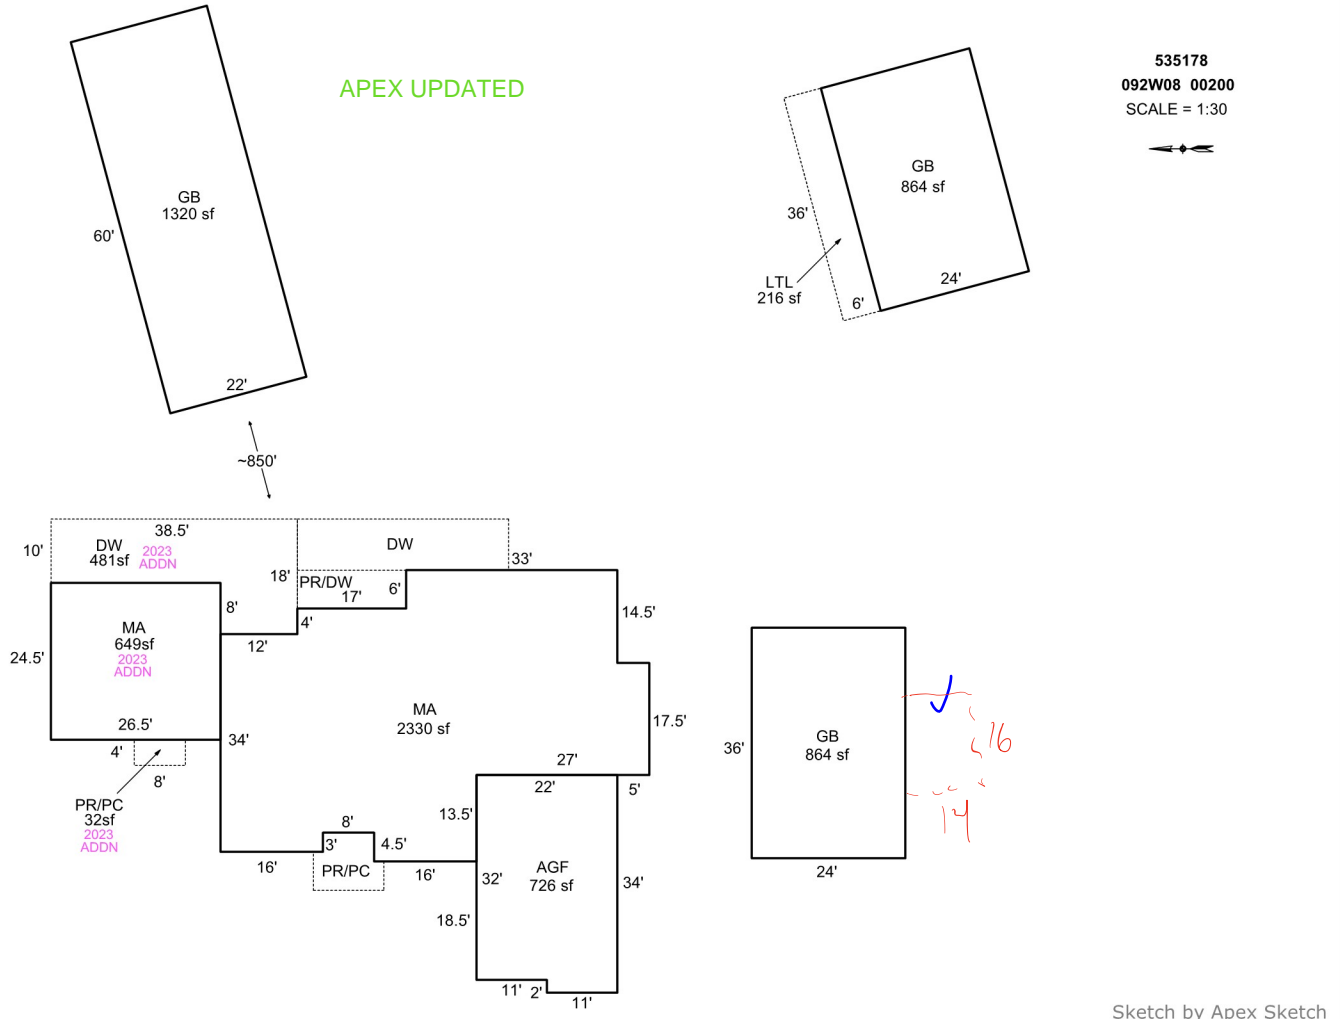 535178
092W08 00200
SCALE = 1:30
APEX UPDATED
GB
1320 sf
60'
22'
~850'
GB
864 sf
36'
LTL
216 sf
6'
24'
38.5'
10'
DW
481sf
2023
ADDN
DW
33'
18'
PR/DW
17'
6'
8'
4'
12'
14.5'
MA
649sf
2023
ADDN
24.5'
26.5'
4'
34'
8'
PR/PC
32sf
2023
ADDN
MA
2330 sf
17.5'
27'
22'
5'
13.5'
8'
3'
4.5'
16'
PR/PC
16'
32'
AGF
726 sf
34'
18.5'
11'
2'
11'
36'
GB
864 sf
16
14
24'
Sketch by Apex Sketch